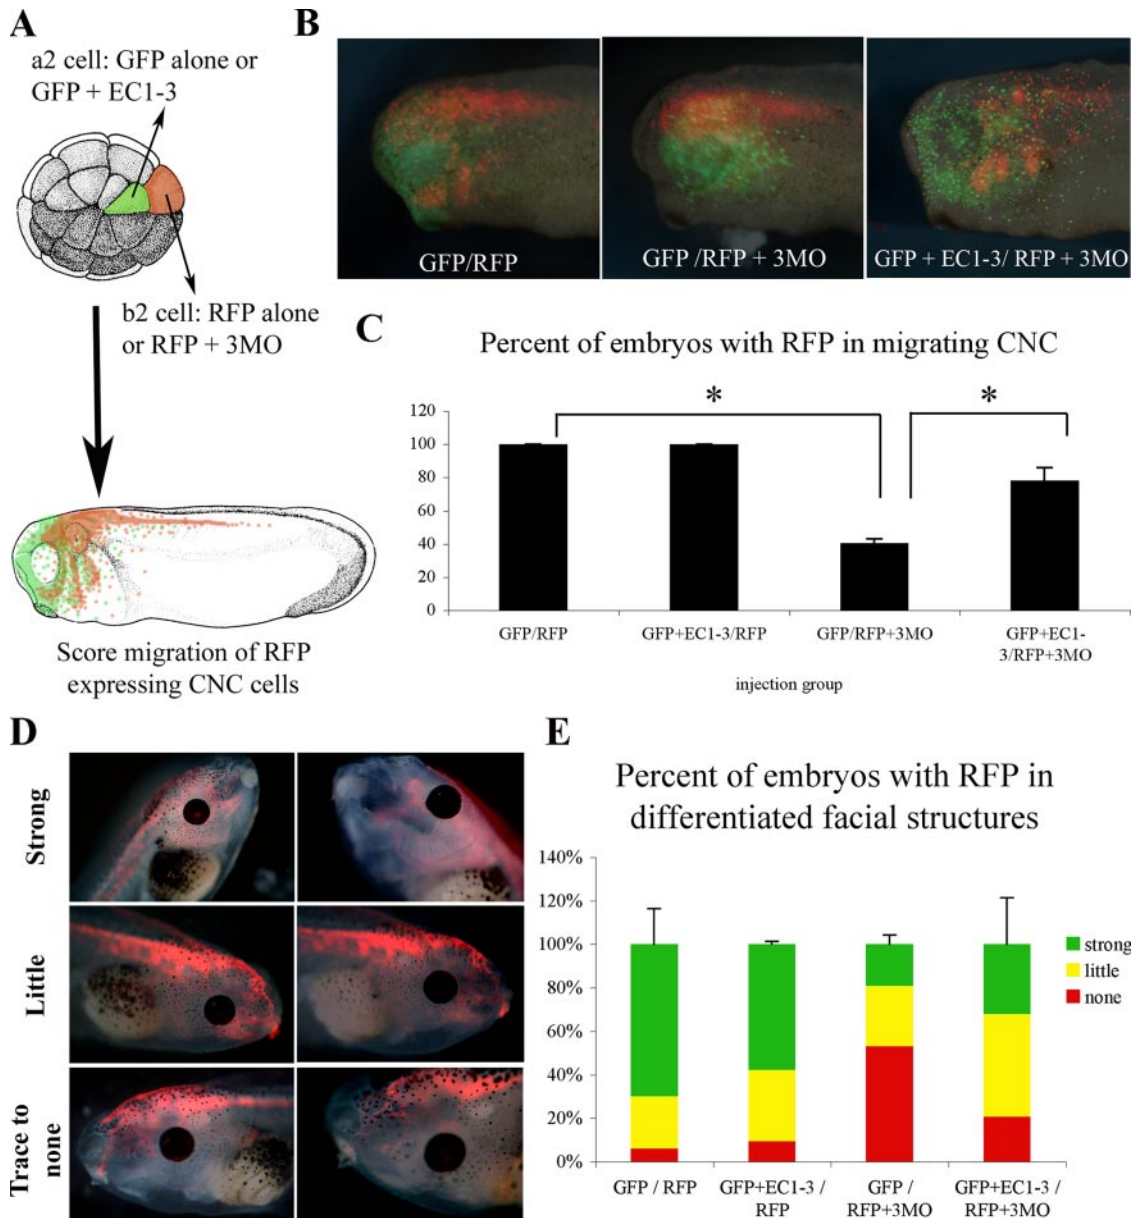 A
a2 cell: GFP alone or
GFP + EC1-3
b2 cell: RFP alone
or RFP + 3MO
Score migration of RFP
expressing CNC cells
B
GFP/RFP
GFP /RFP + 3MO
GFP + EC1-3/ RFP + 3MO
C
Percent of embryos with RFP in migrating CNC
*
*
120
100
80
60
40
20
0
GFP/RFP
GFP+EC1-3/RFP
GFP/RFP+3MO
GFP+EC1-
3/RFP+3MO
injection group
D
Strong
Little
Trace to
none
E
Percent of embryos with RFP in
differentiated facial structures
140%
120%
100%
80%
60%
40%
20%
0%
strong
little
none
GFP / RFP
GFP+EC1-3 /
RFP
GFP /
RFP+3MO
GFP+EC1-3 /
RFP+3MO